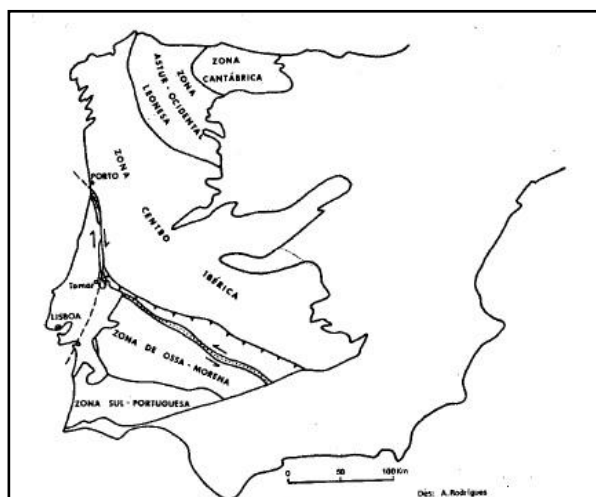 ZONA
CANTÁBRICA
ZONA
ASTUR-OCIDENTAL
LEONESA
ZONA
CENTRO
IBÉRICA
PORTO
Tomar
LISBOA
ZONA DE OSSA-MORENA
ZONA SUL-PORTUGUESA
0 50 100 Km
Des: A. Rodrigues